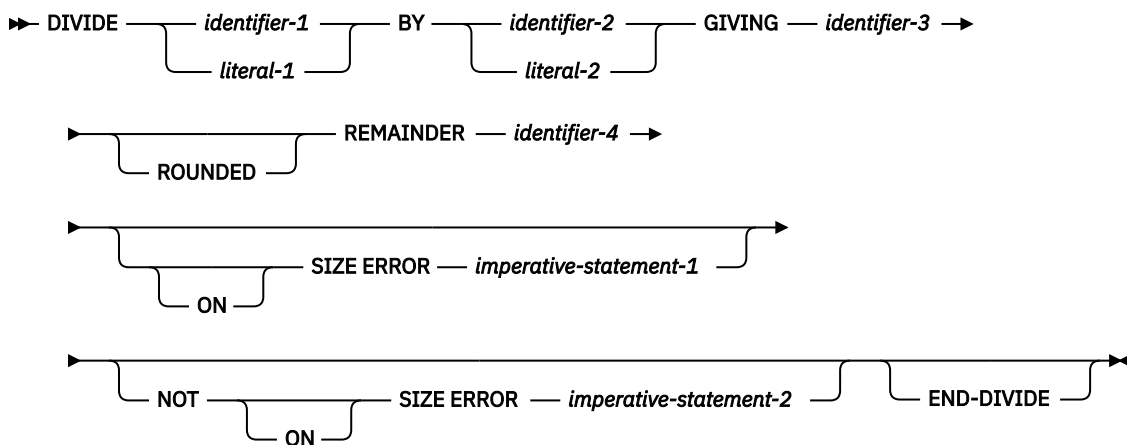 DIVIDE identifier-1 BY identifier-2 GIVING identifier-3
literal-1 literal-2
REMAINDER identifier-4
ROUNDED
SIZE ERROR imperative-statement-1
ON
NOT SIZE ERROR imperative-statement-2 END-DIVIDE
ON